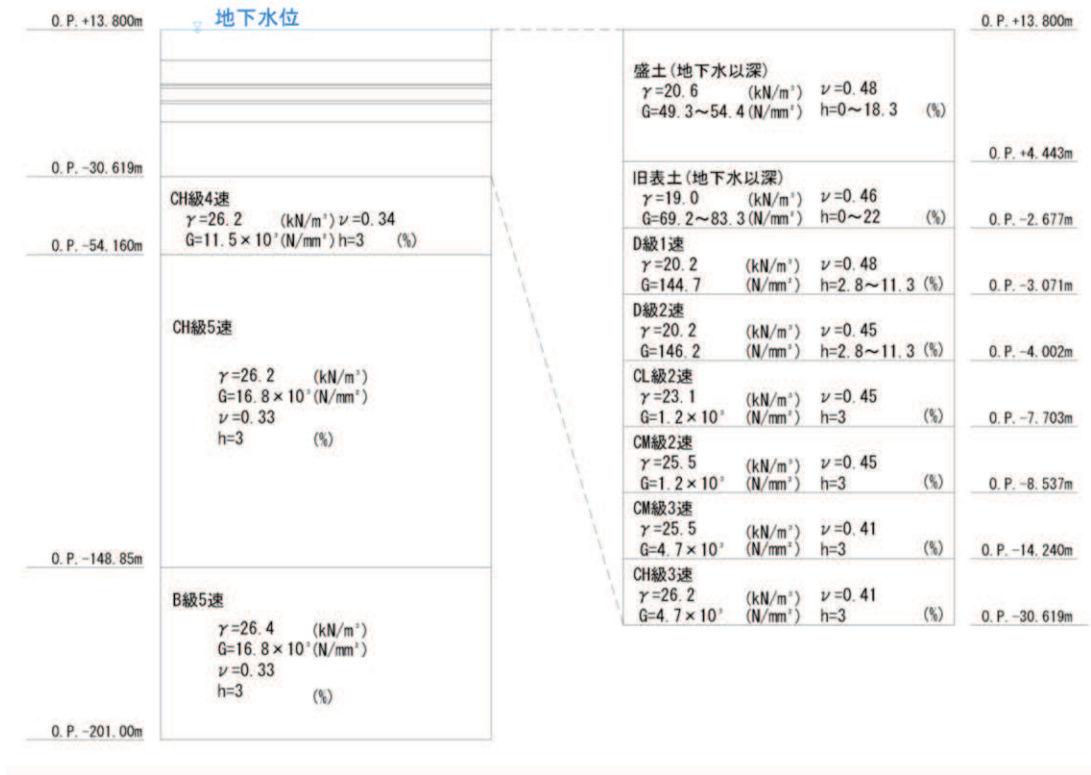 O.P.+13.800m
地下水位
O.P.-30.619m
CH級4速
γ=26.2 (kN/m³) ν=0.34
G=11.5×10³(N/mm²) h=3 (%)
O.P.-54.160m
CH級5速
γ=26.2 (kN/m³)
G=16.8×10³(N/mm²)
ν=0.33
h=3 (%)
O.P.-148.85m
B級5速
γ=26.4 (kN/m³)
G=16.8×10³(N/mm²)
ν=0.33
h=3 (%)
O.P.-201.00m
O.P.+13.800m
盛土(地下水以深)
γ=20.6 (kN/m³) ν=0.48
G=49.3～54.4(N/mm²) h=0～18.3 (%)
O.P.+4.443m
旧表土(地下水以深)
γ=19.0 (kN/m³) ν=0.46
G=69.2～83.3(N/mm²) h=0～22 (%)
O.P.-2.677m
D級1速
γ=20.2 (kN/m³) ν=0.48
G=144.7 (N/mm²) h=2.8～11.3 (%)
O.P.-3.071m
D級2速
γ=20.2 (kN/m³) ν=0.45
G=146.2 (N/mm²) h=2.8～11.3 (%)
O.P.-4.002m
CL級2速
γ=23.1 (kN/m³) ν=0.45
G=1.2×10³ (N/mm²) h=3 (%)
O.P.-7.703m
CM級2速
γ=25.5 (kN/m³) ν=0.45
G=1.2×10³ (N/mm²) h=3 (%)
O.P.-8.537m
CM級3速
γ=25.5 (kN/m³) ν=0.41
G=4.7×10³ (N/mm²) h=3 (%)
O.P.-14.240m
CH級3速
γ=26.2 (kN/m³) ν=0.41
G=4.7×10³ (N/mm²) h=3 (%)
O.P.-30.619m